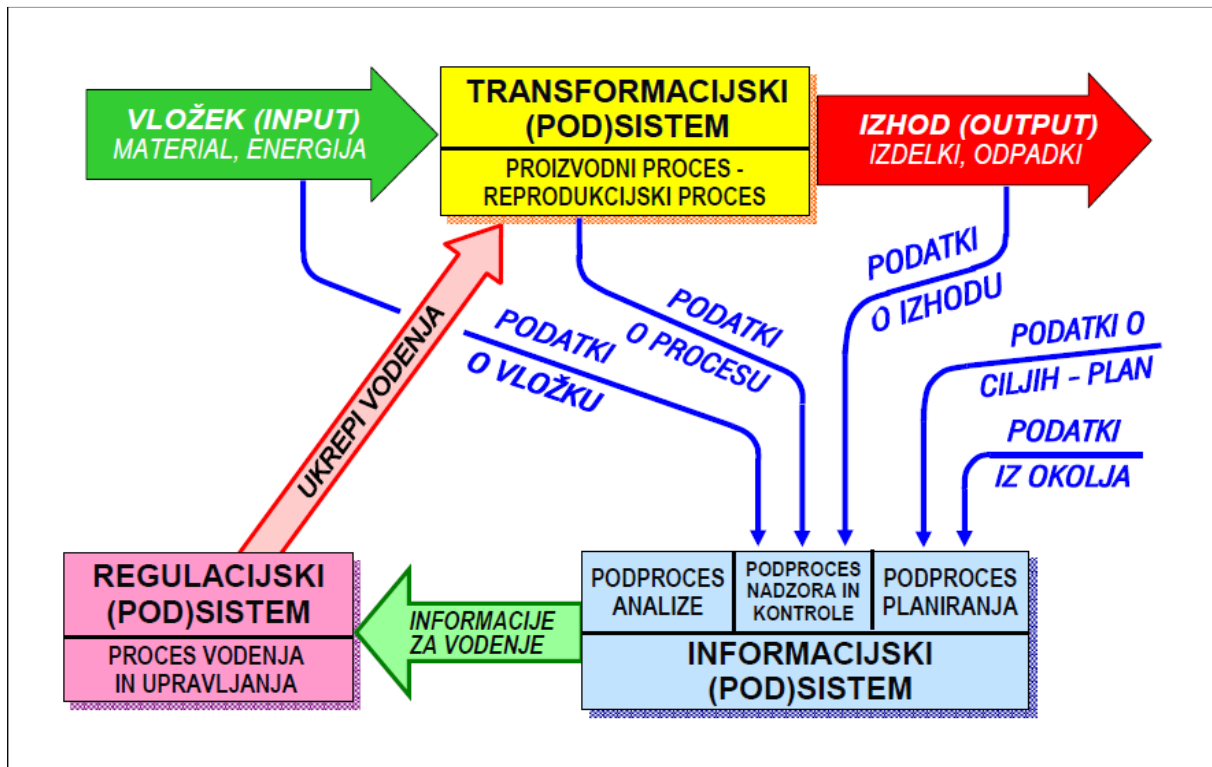 VLOŽEK (INPUT)
MATERIAL, ENERGIJA
TRANSFORMACIJSKI
(POD)SISTEM
PROIZVODNI PROCES -
REPRODUKCIJSKI PROCES
IZHOD (OUTPUT)
IZDELKI, ODPADKI
UKREPI VODENJA
PODATKI
O VLOŽKU
PODATKI
O PROCESU
PODATKI
O IZHODU
PODATKI O
CILJIH - PLAN
PODATKI
IZ OKOLJA
REGULACIJSKI
(POD)SISTEM
PROCES VODENJA
IN UPRAVLJANJA
INFORMACIJE
ZA VODENJE
PODPROCES
ANALIZE
PODPROCES
NADZORA IN
KONTROLE
PODPROCES
PLANIRANJA
INFORMACIJSKI
(POD)SISTEM